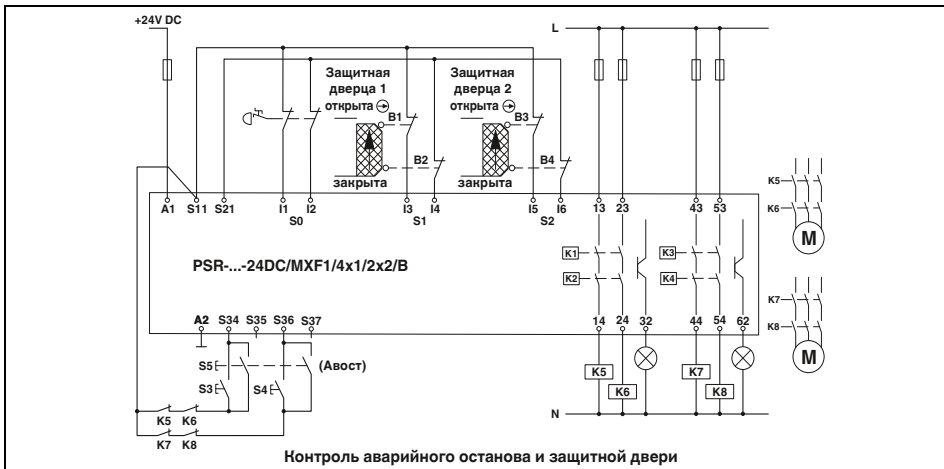 +24V DC
L
Защитная дверца 1
открыта
Защитная дверца 2
открыта
B1
B2
B3
B4
закрыта
закрыта
K5
K6
M
A1 S11 S21 I1 I2 I3 I4 I5 I6 13 23 43 53
S0 S1 S2
K1
K2
K3
K4
PSR-...-24DC/MXF1/4x1/2x2/B
K7
K8
M
A2 S34 S35 S36 S37 14 24 32 44 54 62
S5
(Авост)
S3
S4
K5
K6
K7
K8
K5 K6
K7 K8
N
Контроль аварийного останова и защитной двери